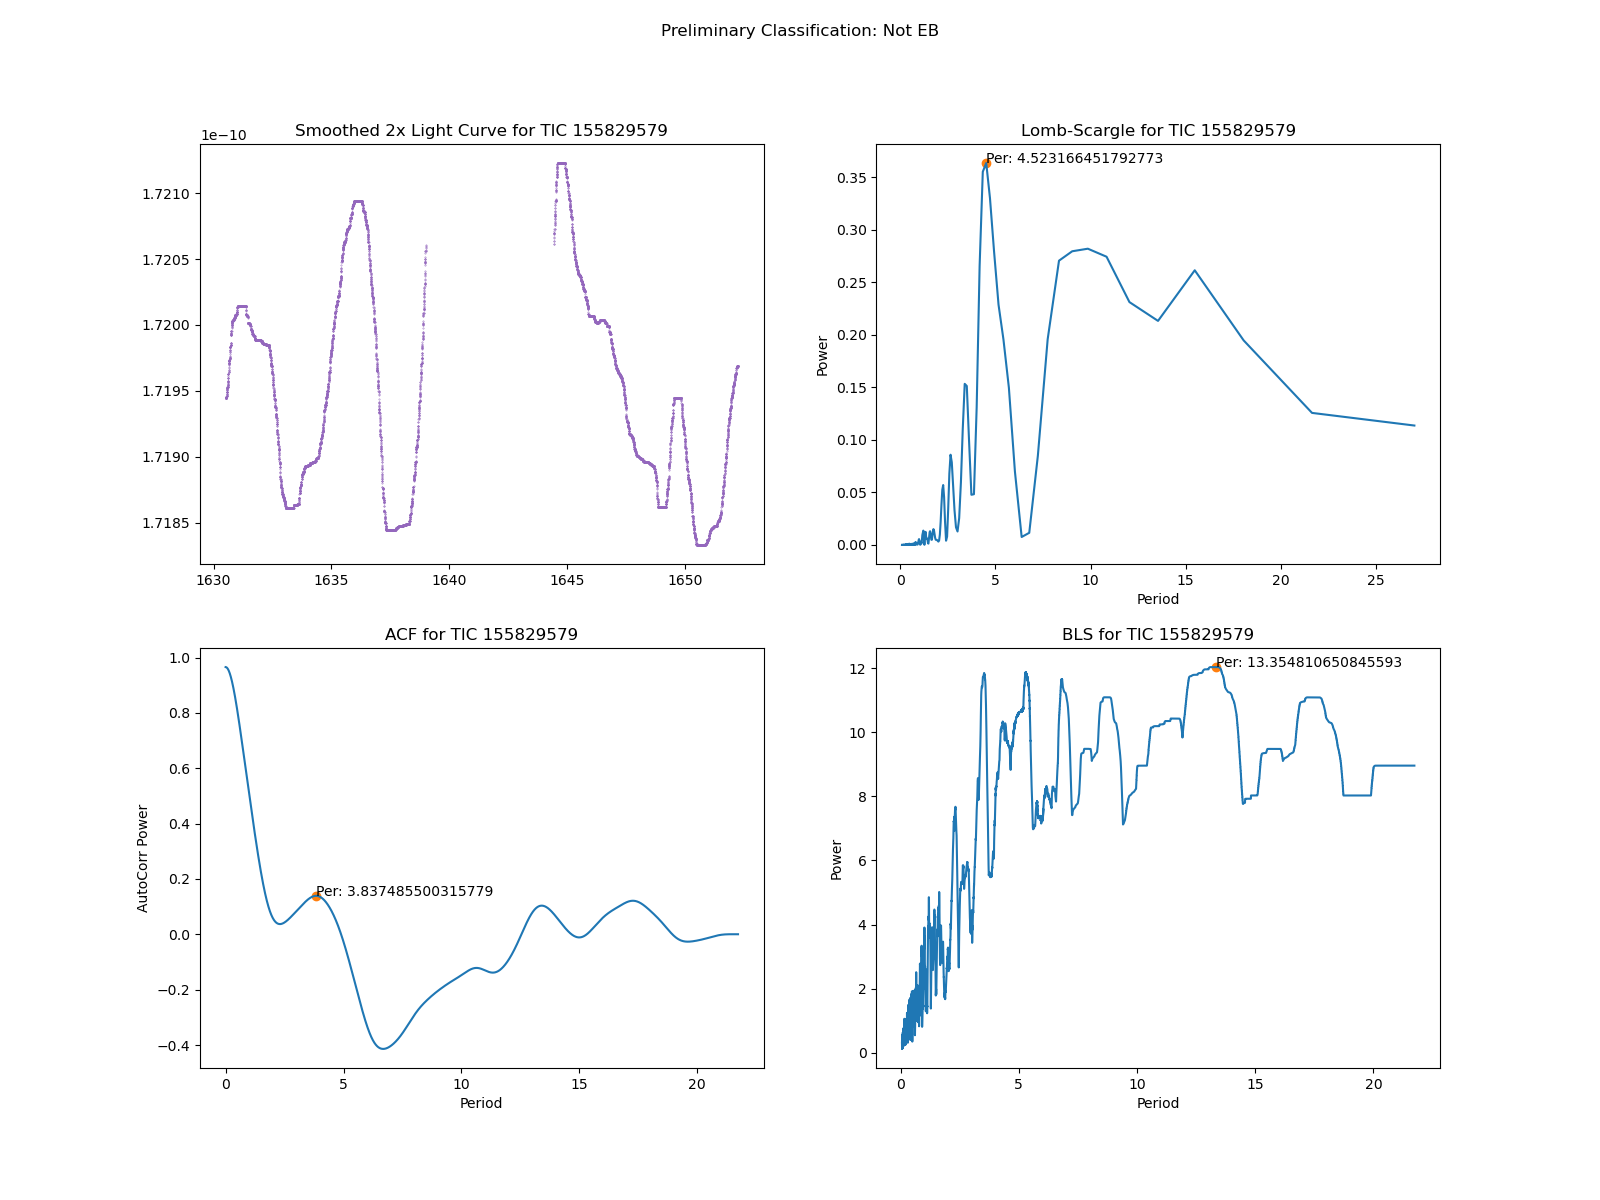 Preliminary Classification: Not EB
Smoothed 2x Light Curve for TIC 155829579
1e−10
1.7210
1.7205
1.7200
1.7195
1.7190
1.7185
1630 1635 1640 1645 1650
Lomb-Scargle for TIC 155829579
Per: 4.523166451792773
Power
0.35
0.30
0.25
0.20
0.15
0.10
0.05
0.00
0 5 10 15 20 25
Period
ACF for TIC 155829579
Per: 3.837485500315779
AutoCorr Power
1.0
0.8
0.6
0.4
0.2
0.0
−0.2
−0.4
0 5 10 15 20
Period
BLS for TIC 155829579
Per: 13.354810650845593
Power
12
10
8
6
4
2
0
0 5 10 15 20
Period